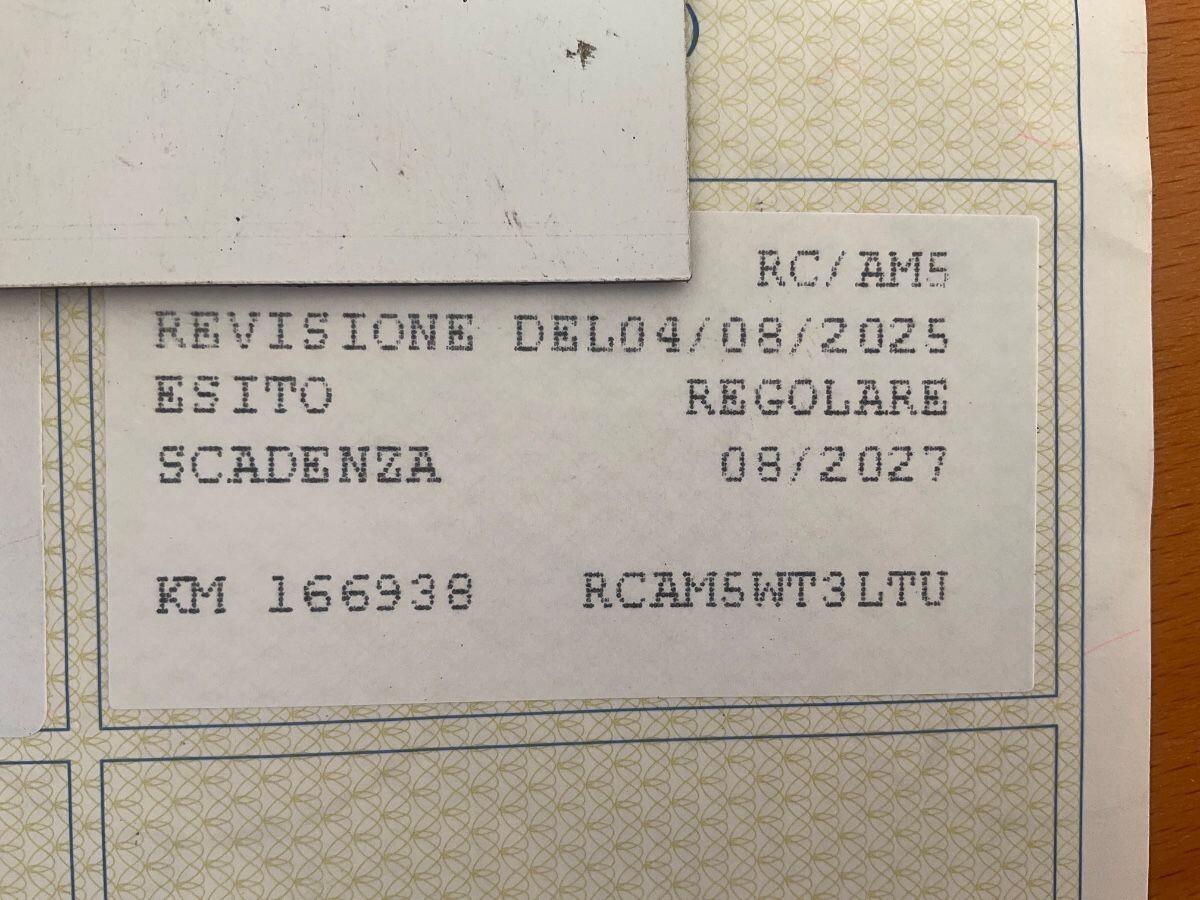 RC/AM5
REVISIONE DEL04/08/2025
ESITO REGOLARE
SCADENZA 08/2027
KM 166938 RCAM5WT3LTU